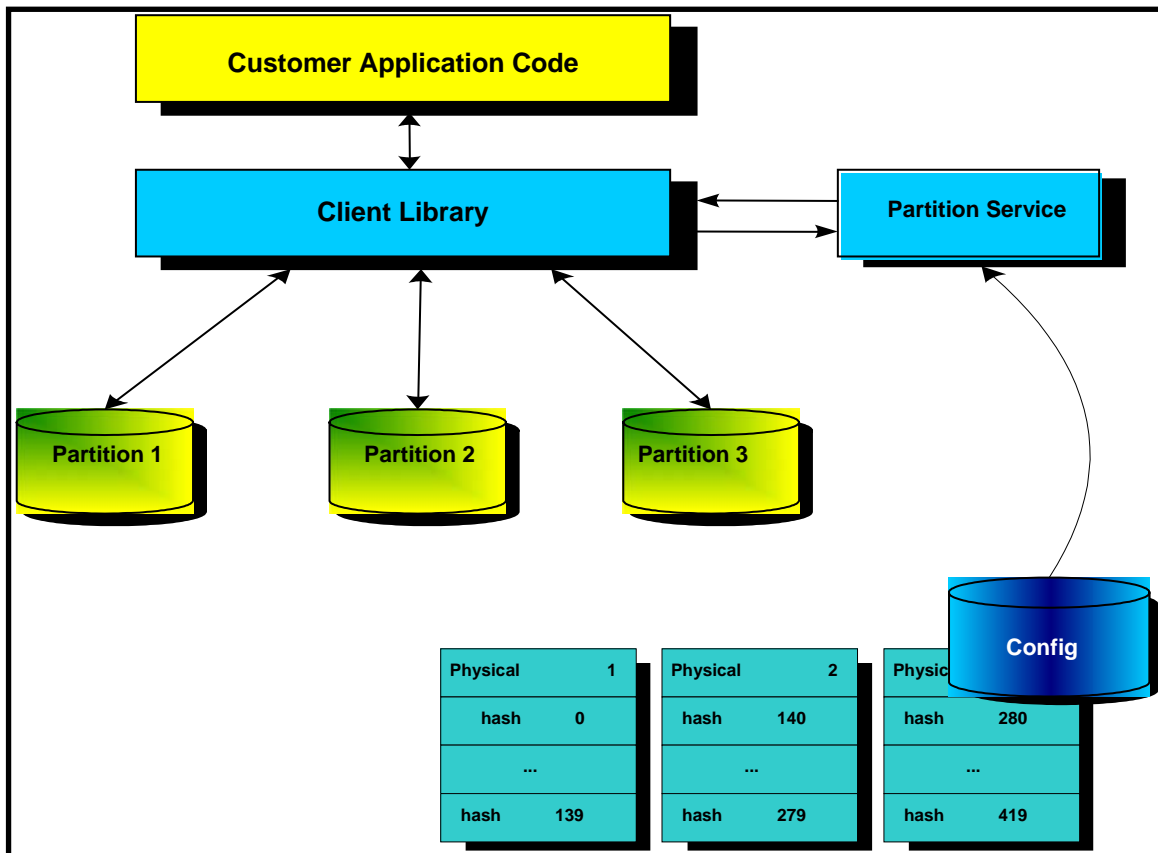 Customer Application Code
Client Library
Partition Service
Partition 1
Partition 2
Partition 3
Config
Physical 1
hash 0
...
hash 139
Physical 2
hash 140
...
hash 279
hash 280
...
hash 419